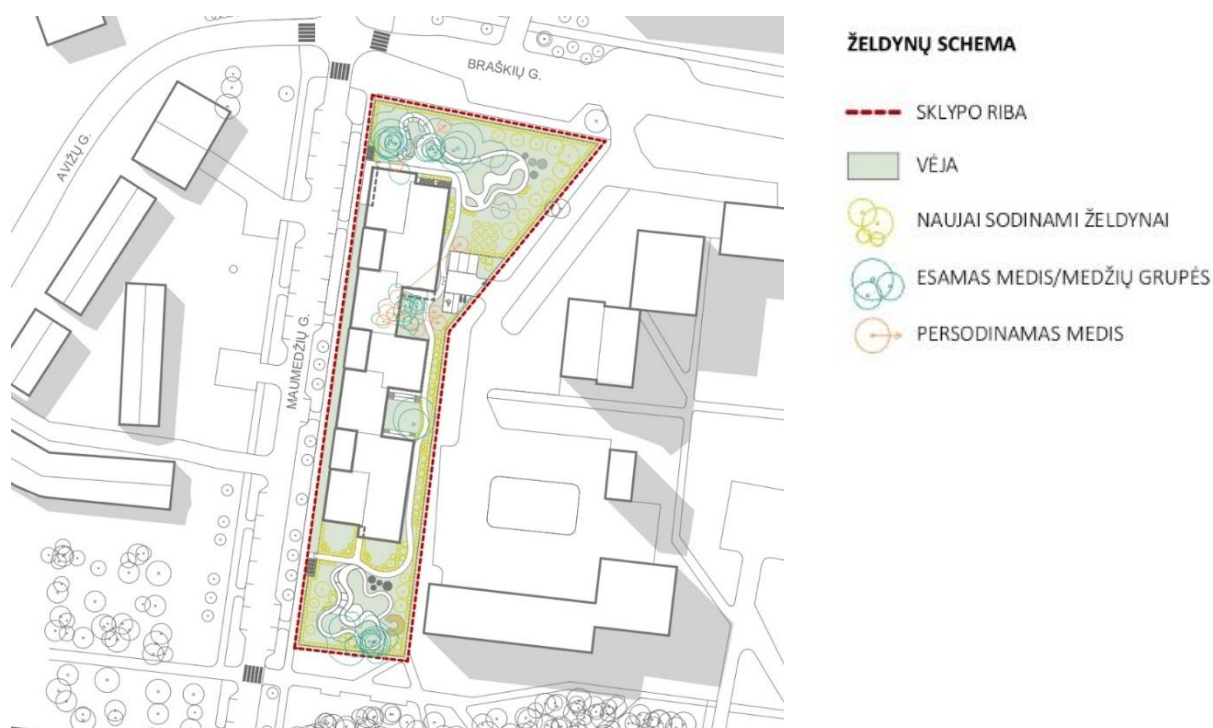 BRAŠKIŲ G.
AVIŽŲ G.
MAUMEDŽIŲ G.
ŽELDYNŲ SCHEMA
SKLYPO RIBA
VĖJA
NAUJAI SODINAMI ŽELDYNAI
ESAMAS MEDIS/MEDŽIŲ GRUPĖS
PERSODINAMAS MEDIS